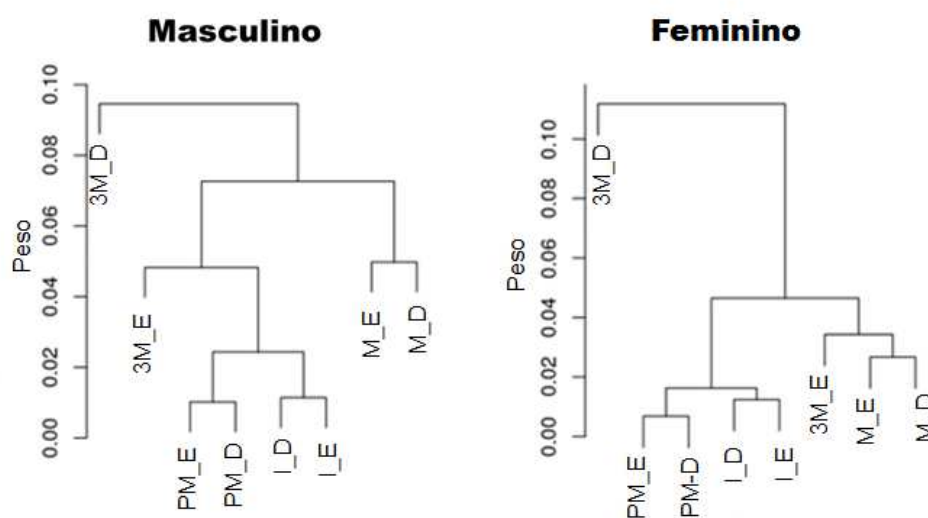 Masculino
Peso
0.00
0.02
0.04
0.06
0.08
0.10
3M_D
3M_E
PM_E
PM_D
I_D
I_E
M_E
M_D
Feminino
Peso
0.00
0.02
0.04
0.06
0.08
0.10
3M_D
PM_E
PM-D
I_D
I_E
3M_E
M_E
M_D